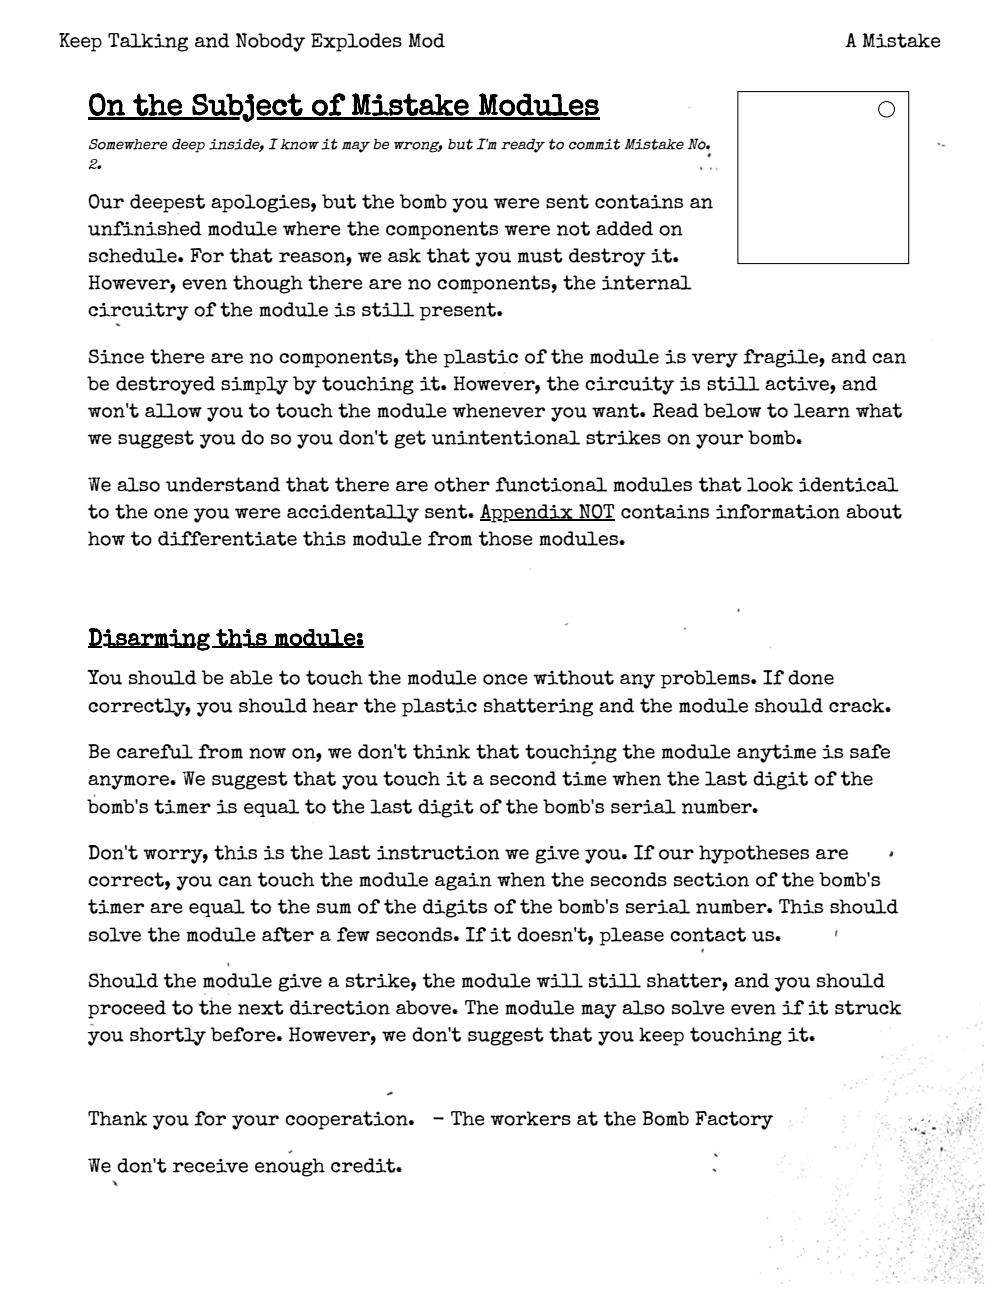 Keep Talking and Nobody Explodes Mod
A Mistake
On the Subject of Mistake Modules
Somewhere deep inside, I know it may be wrong, but I'm ready to commit Mistake No.
2.
Our deepest apologies, but the bomb you were sent contains an
unfinished module where the components were not added on
schedule. For that reason, we ask that you must destroy it.
However, even though there are no components, the internal
circuitry of the module is still present.
Since there are no components, the plastic of the module is very fragile, and can
be destroyed simply by touching it. However, the circuity is still active, and
won't allow you to touch the module whenever you want. Read below to learn what
we suggest you do so you don't get unintentional strikes on your bomb.
We also understand that there are other functional modules that look identical
to the one you were accidentally sent. Appendix NOT contains information about
how to differentiate this module from those modules.
Disarming this module:
You should be able to touch the module once without any problems. If done
correctly, you should hear the plastic shattering and the module should crack.
Be careful from now on, we don't think that touching the module anytime is safe
anymore. We suggest that you touch it a second time when the last digit of the
bomb's timer is equal to the last digit of the bomb's serial number.
Don't worry, this is the last instruction we give you. If our hypotheses are
correct, you can touch the module again when the seconds section of the bomb's
timer are equal to the sum of the digits of the bomb's serial number. This should
solve the module after a few seconds. If it doesn't, please contact us.
Should the module give a strike, the module will still shatter, and you should
proceed to the next direction above. The module may also solve even if it struck
you shortly before. However, we don't suggest that you keep touching it.
Thank you for your cooperation. - The workers at the Bomb Factory
We don't receive enough credit.